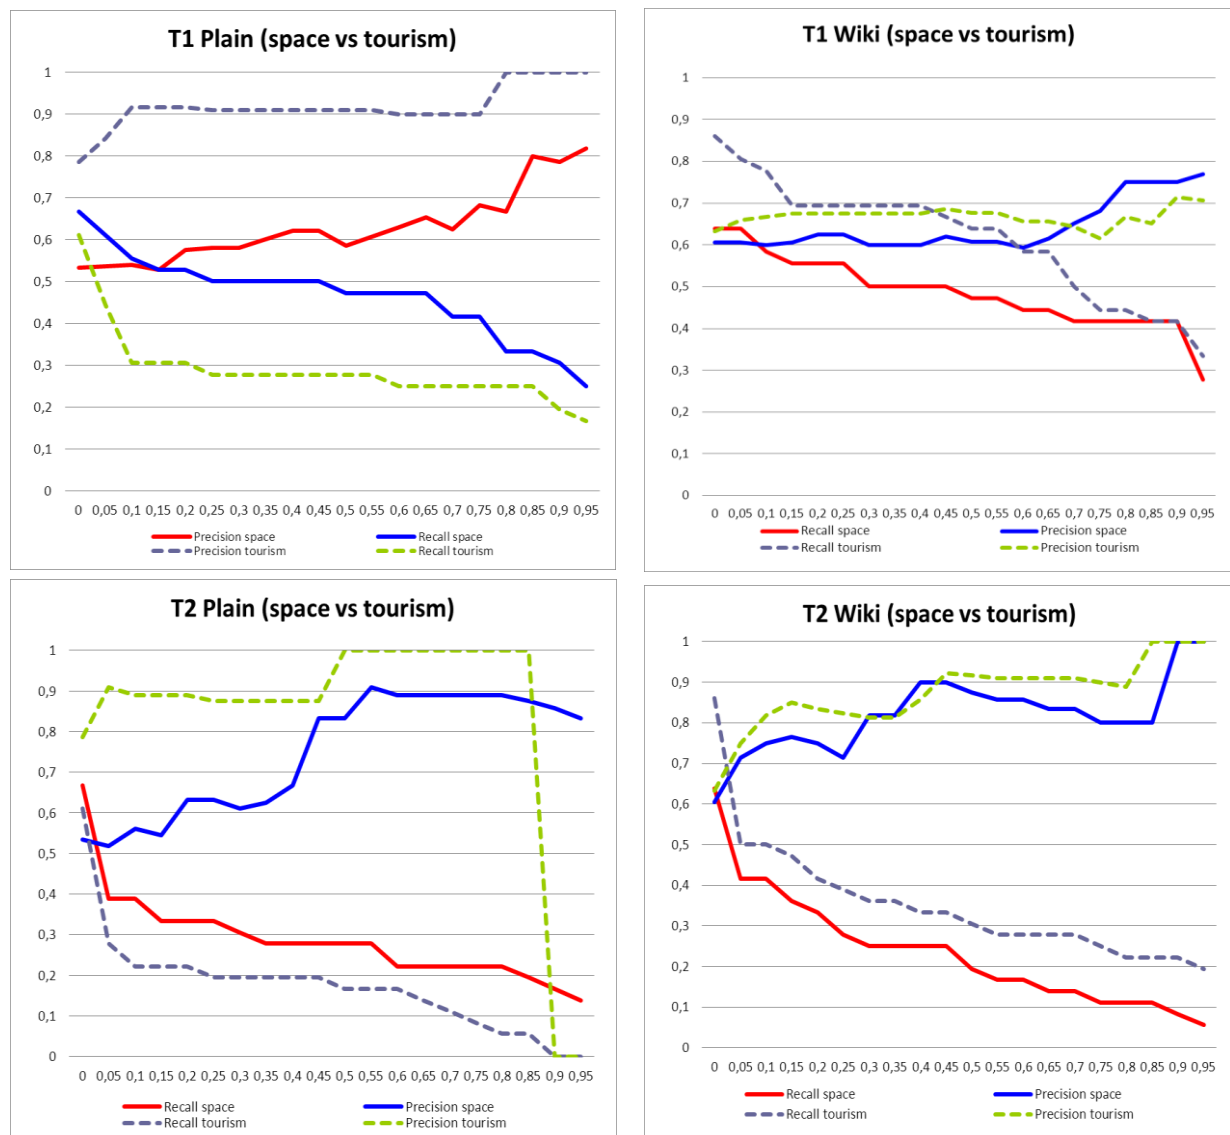 T1 Plain (space vs tourism)
1
0,9
0,8
0,7
0,6
0,5
0,4
0,3
0,2
0,1
0
0 0,05 0,1 0,15 0,2 0,25 0,3 0,35 0,4 0,45 0,5 0,55 0,6 0,65 0,7 0,75 0,8 0,85 0,9 0,95
Precision space Recall space
Precision tourism Recall tourism
T1 Wiki (space vs tourism)
1
0,9
0,8
0,7
0,6
0,5
0,4
0,3
0,2
0,1
0
0 0,05 0,1 0,15 0,2 0,25 0,3 0,35 0,4 0,45 0,5 0,55 0,6 0,65 0,7 0,75 0,8 0,85 0,9 0,95
Recall space Precision space
Recall tourism Precision tourism
T2 Plain (space vs tourism)
1
0,9
0,8
0,7
0,6
0,5
0,4
0,3
0,2
0,1
0
0 0,05 0,1 0,15 0,2 0,25 0,3 0,35 0,4 0,45 0,5 0,55 0,6 0,65 0,7 0,75 0,8 0,85 0,9 0,95
Recall space Precision space
Recall tourism Precision tourism
T2 Wiki (space vs tourism)
1
0,9
0,8
0,7
0,6
0,5
0,4
0,3
0,2
0,1
0
0 0,05 0,1 0,15 0,2 0,25 0,3 0,35 0,4 0,45 0,5 0,55 0,6 0,65 0,7 0,75 0,8 0,85 0,9 0,95
Recall space Precision space
Recall tourism Precision tourism